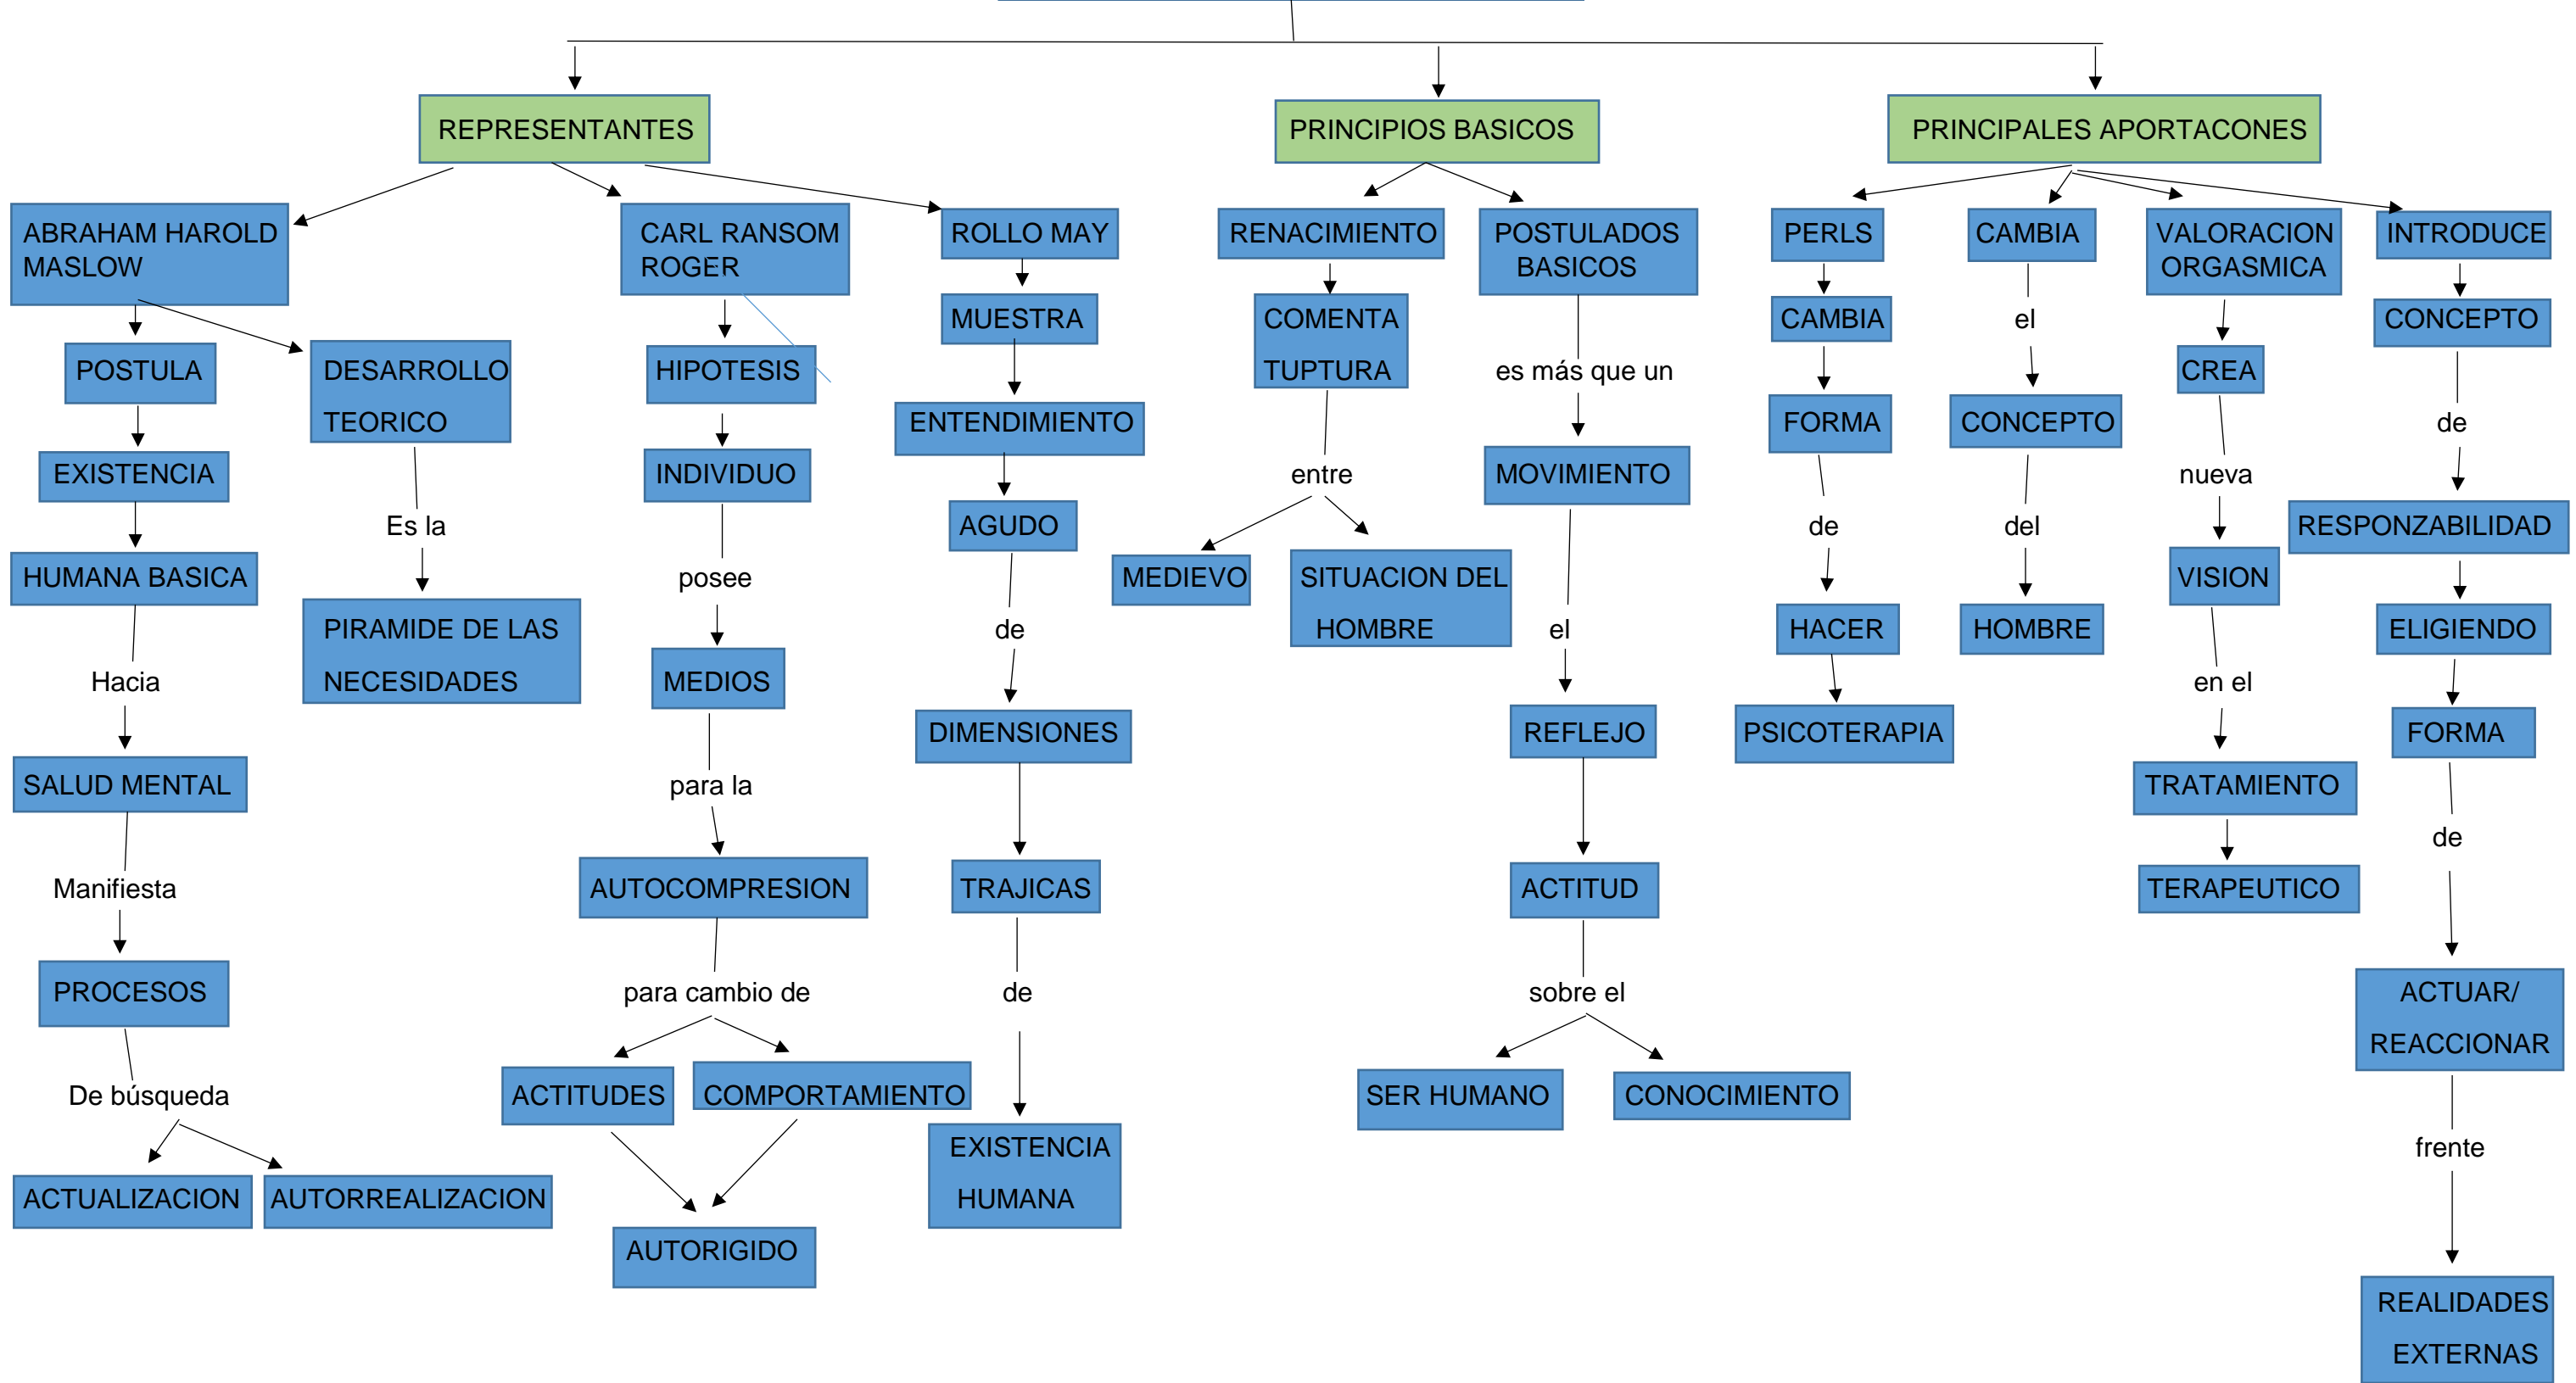 REPRESENTANTES
PRINCIPIOS BASICOS
PRINCIPALES APORTACONES
ABRAHAM HAROLD
MASLOW
POSTULA
EXISTENCIA
HUMANA BASICA
Hacia
SALUD MENTAL
Manifiesta
PROCESOS
De búsqueda
ACTUALIZACION
AUTORREALIZACION
DESARROLLO
TEORICO
Es la
PIRAMIDE DE LAS
NECESIDADES
CARL RANSOM
ROGER
HIPOTESIS
INDIVIDUO
posee
MEDIOS
para la
AUTOCOMPRESION
para cambio de
ACTITUDES
COMPORTAMIENTO
AUTORIGIDO
ROLLO MAY
MUESTRA
ENTENDIMIENTO
AGUDO
de
DIMENSIONES
TRAJICAS
de
EXISTENCIA
HUMANA
RENACIMIENTO
COMENTA
TUPTURA
entre
MEDIEVO
SITUACION DEL
HOMBRE
POSTULADOS
BASICOS
es más que un
MOVIMIENTO
el
REFLEJO
ACTITUD
sobre el
SER HUMANO
CONOCIMIENTO
PERLS
CAMBIA
FORMA
de
HACER
PSICOTERAPIA
CAMBIA
el
CONCEPTO
del
HOMBRE
VALORACION
ORGASMICA
CREA
nueva
VISION
en el
TRATAMIENTO
TERAPEUTICO
INTRODUCE
CONCEPTO
de
RESPONZABILIDAD
ELIGIENDO
FORMA
de
ACTUAR/
REACCIONAR
frente
REALIDADES
EXTERNAS